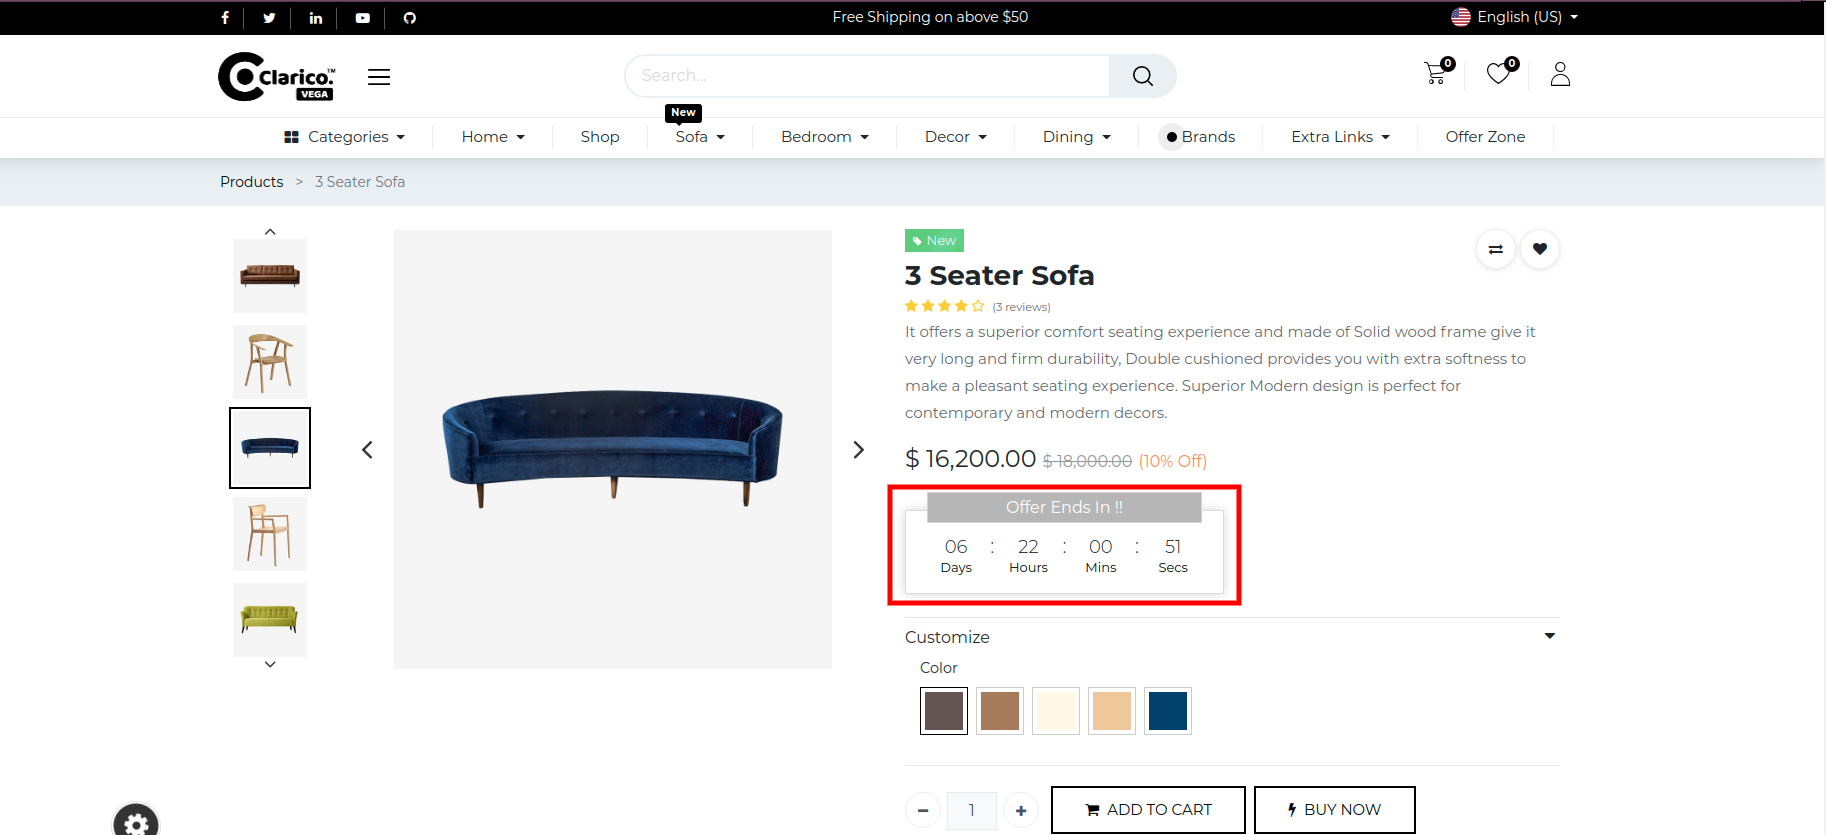 Free Shipping on above $50
English (US)
Clarico.™
VEGA
Search...
0
0
New
Categories Home Shop Sofa Bedroom Decor Dining Brands Extra Links Offer Zone
Products > 3 Seater Sofa
New
3 Seater Sofa
(3 reviews)
It offers a superior comfort seating experience and made of Solid wood frame give it
very long and firm durability, Double cushioned provides you with extra softness to
make a pleasant seating experience. Superior Modern design is perfect for
contemporary and modern decors.
$ 16,200.00 $ 18,000.00 (10% Off)
Offer Ends In !!
06 : 22 : 00 : 51
Days Hours Mins Secs
Customize
Color
- 1 + ADD TO CART BUY NOW